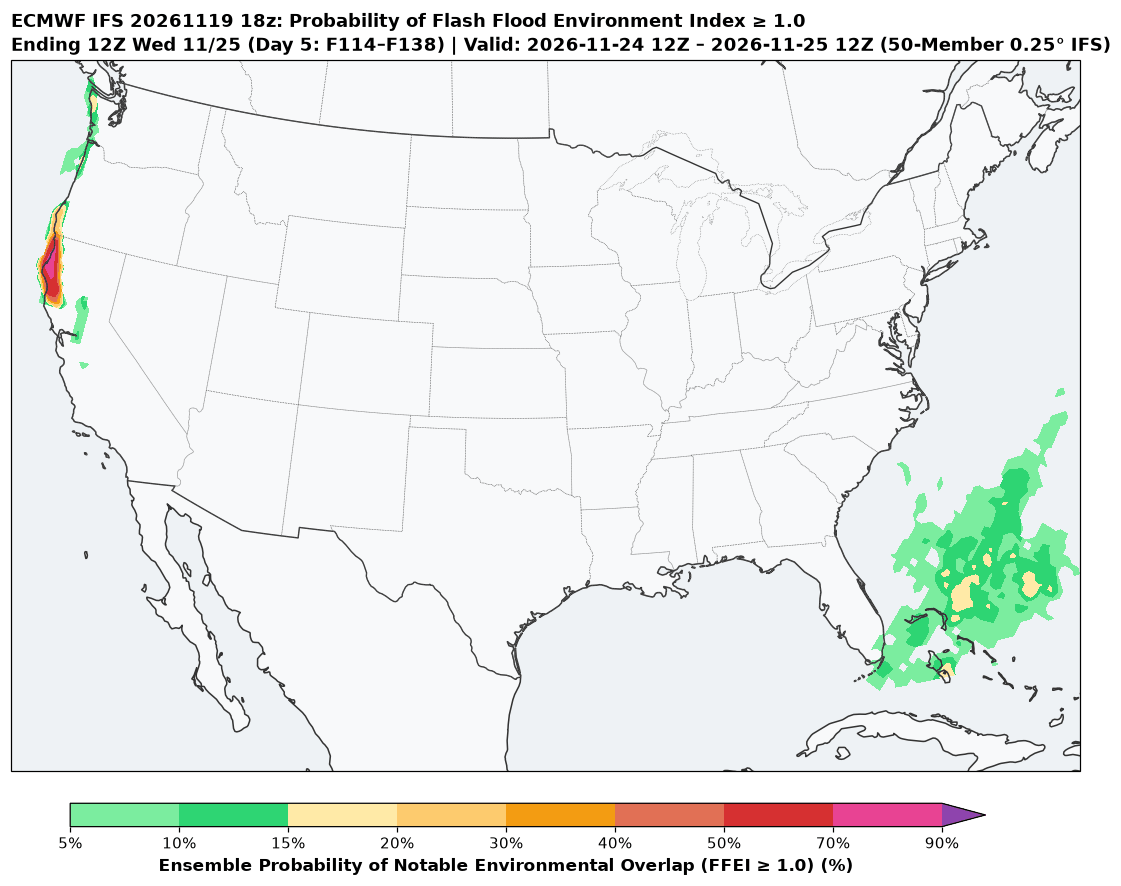 ECMWF IFS 20261119 18z: Probability of Flash Flood Environment Index ≥ 1.0
Ending 12Z Wed 11/25 (Day 5: F114–F138) | Valid: 2026-11-24 12Z – 2026-11-25 12Z (50-Member 0.25° IFS)
5% 10% 15% 20% 30% 40% 50% 70% 90%
Ensemble Probability of Notable Environmental Overlap (FFEI ≥ 1.0) (%)